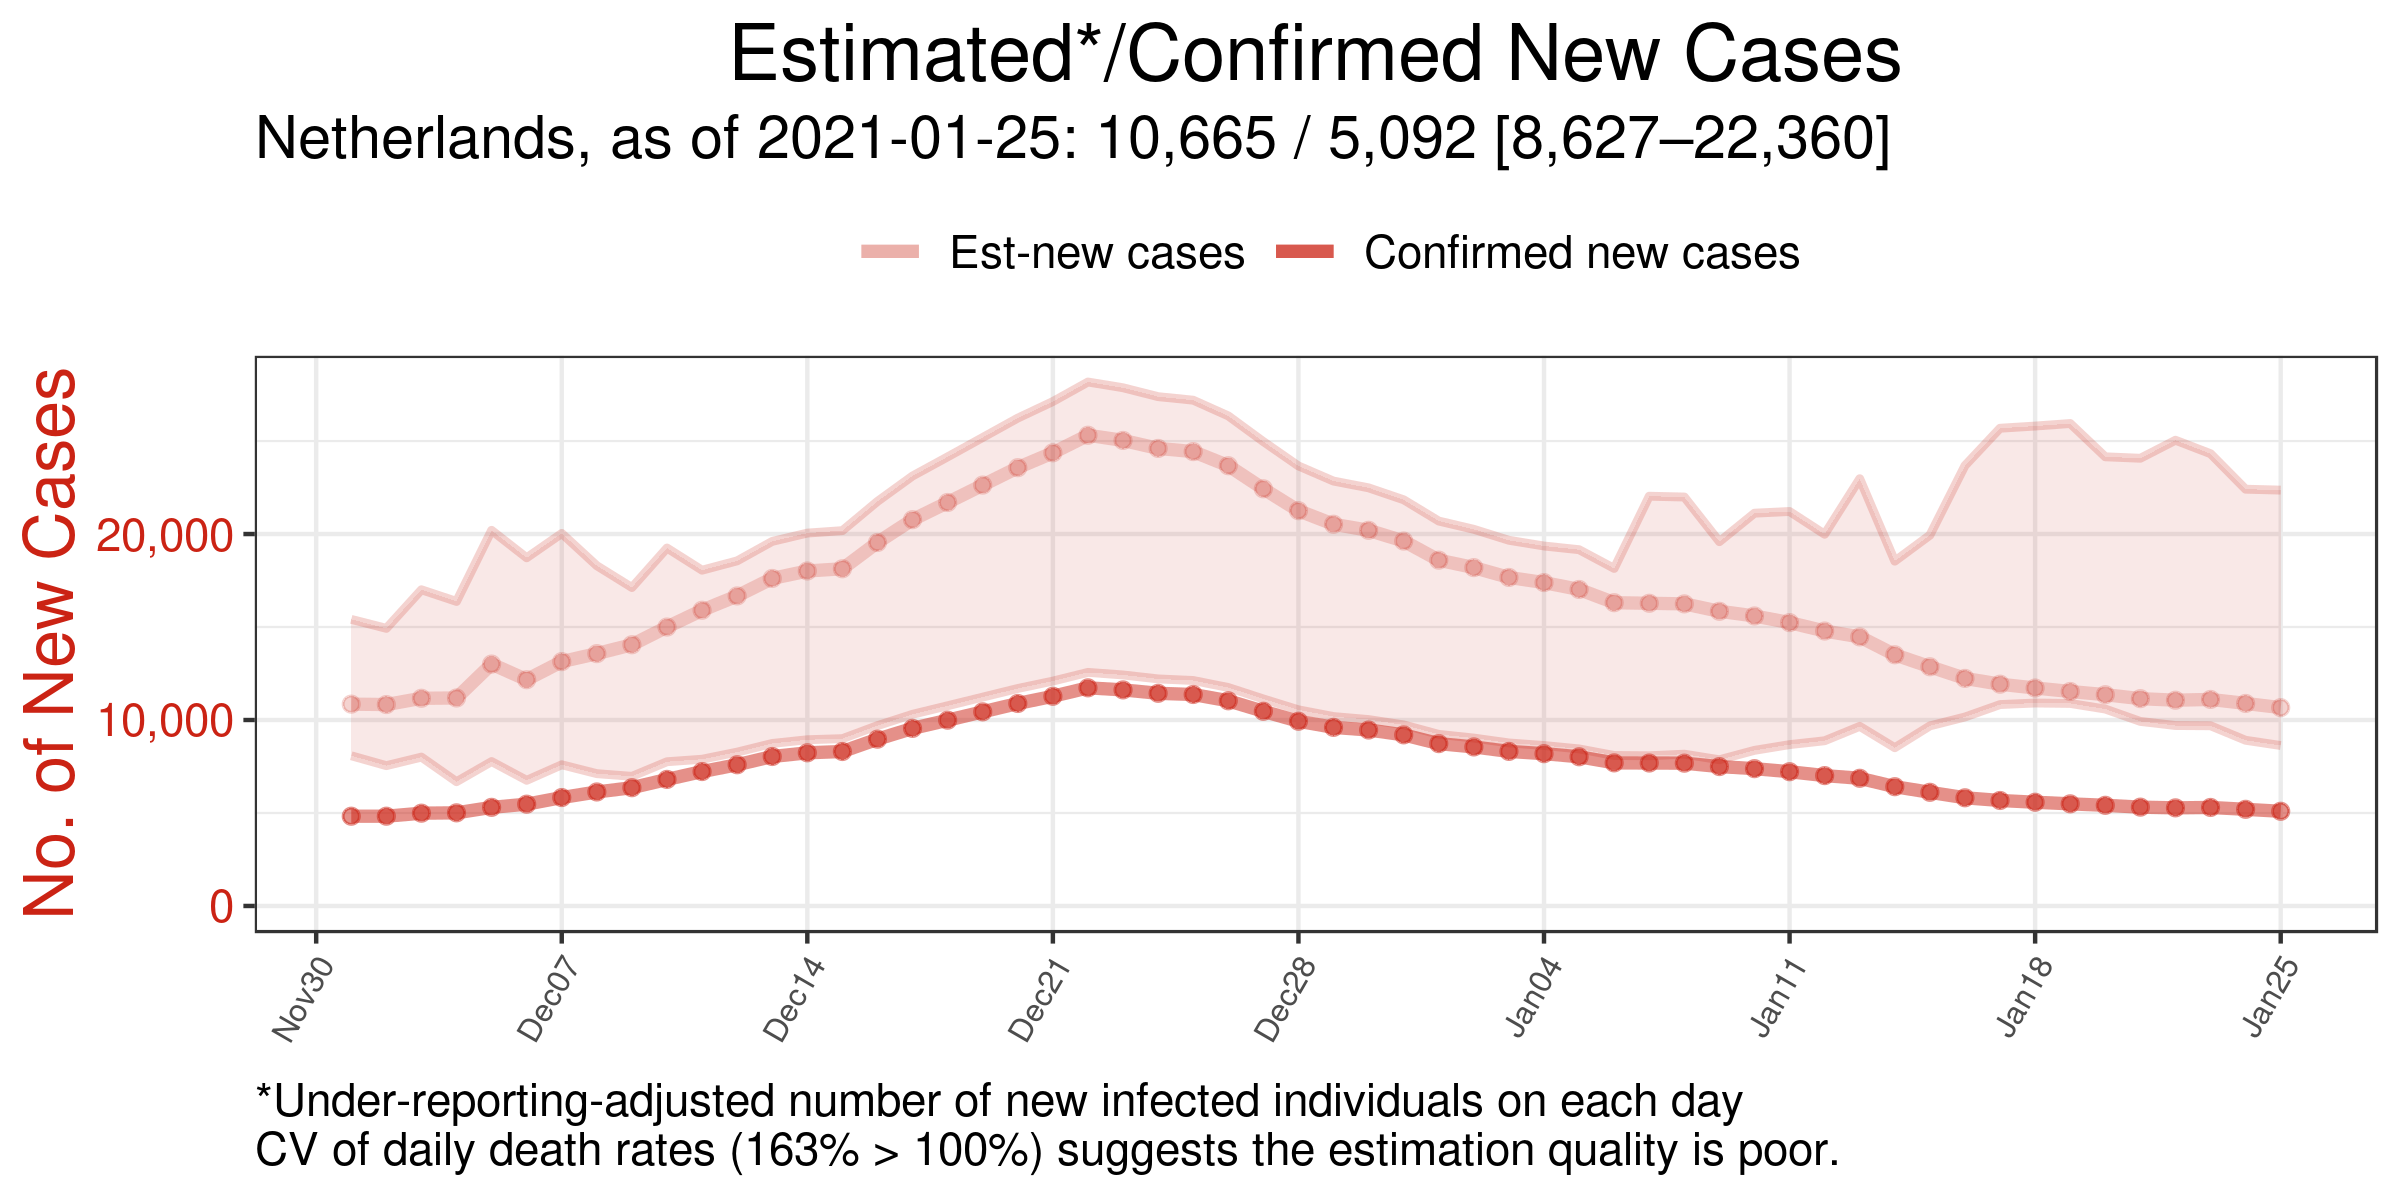 Estimated*/Confirmed New Cases
Netherlands, as of 2021-01-25: 10,665 / 5,092 [8,627–22,360]
Est-new cases
Confirmed new cases
No. of New Cases
20,000
10,000
0
Nov30
Dec07
Dec14
Dec21
Dec28
Jan04
Jan11
Jan18
Jan25
*Under-reporting-adjusted number of new infected individuals on each day
CV of daily death rates (163% > 100%) suggests the estimation quality is poor.